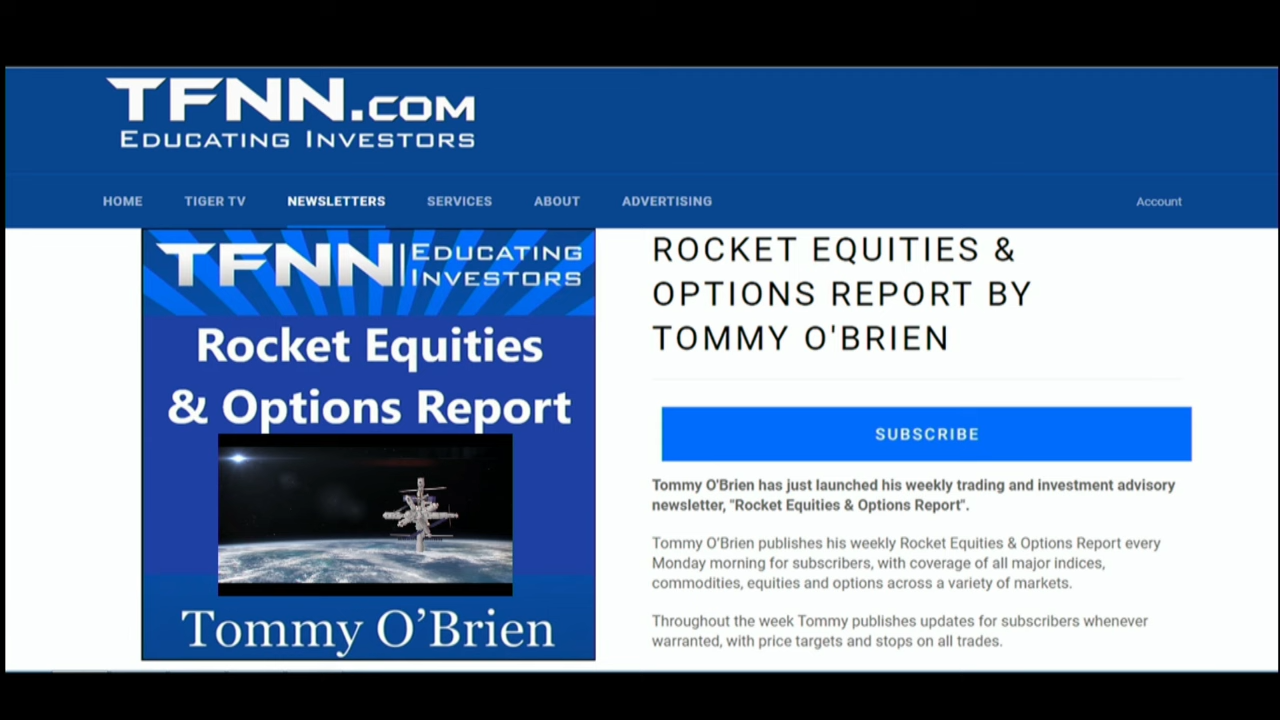 TFNN.COM
EDUCATING INVESTORS
HOME TIGER TV NEWSLETTERS SERVICES ABOUT ADVERTISING Account
TFNN EDUCATING
INVESTORS
Rocket Equities
& Options Report
Tommy O’Brien
ROCKET EQUITIES &
OPTIONS REPORT BY
TOMMY O'BRIEN
SUBSCRIBE
Tommy O'Brien has just launched his weekly trading and investment advisory
newsletter, "Rocket Equities & Options Report".
Tommy O’Brien publishes his weekly Rocket Equities & Options Report every
Monday morning for subscribers, with coverage of all major indices,
commodities, equities and options across a variety of markets.
Throughout the week Tommy publishes updates for subscribers whenever
warranted, with price targets and stops on all trades.